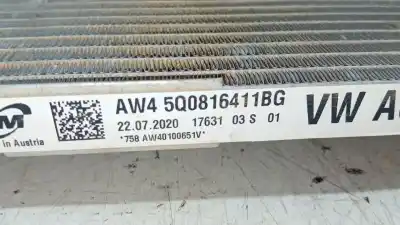 M
in Austria
AW4 5Q0816411BG
22.07.2020 17631 03 S 01
*758 AW40100651V*
VW A